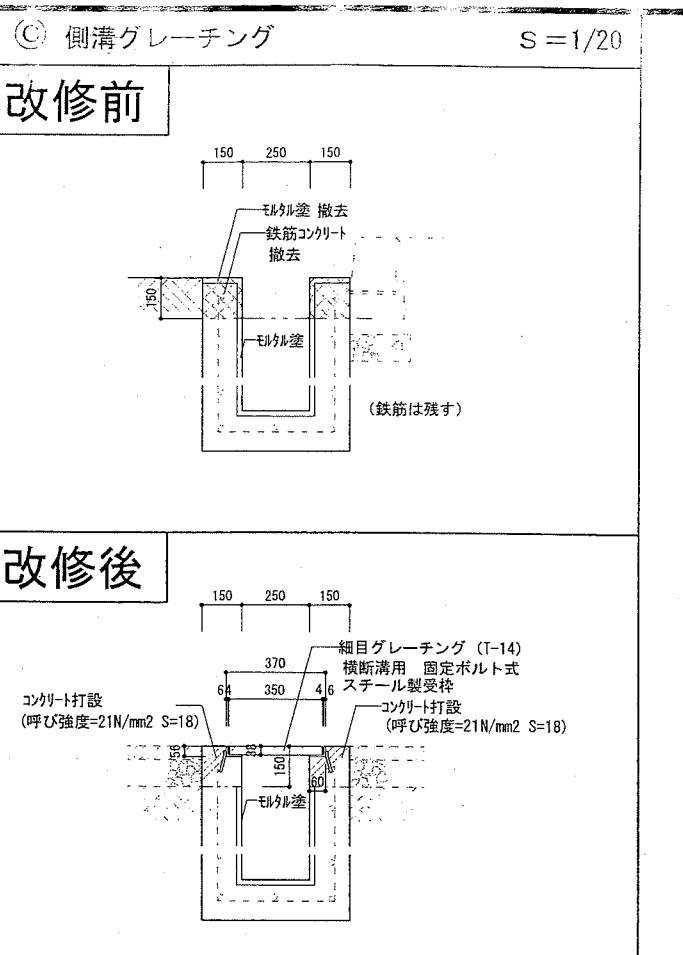 Ⓒ 側溝グレーチング S=1/20
改修前
150 250 150
モルタル塗 撤去
鉄筋コンクリート
撤去
150
モルタル塗
(鉄筋は残す)
改修後
150 250 150
細目グレーチング (T-14)
横断溝用 固定ボルト式
スチール製受枠
370
64 350 4 6
コンクリート打設
(呼び強度=21N/mm2 S=18)
コンクリート打設
(呼び強度=21N/mm2 S=18)
56
38
150
60
モルタル塗